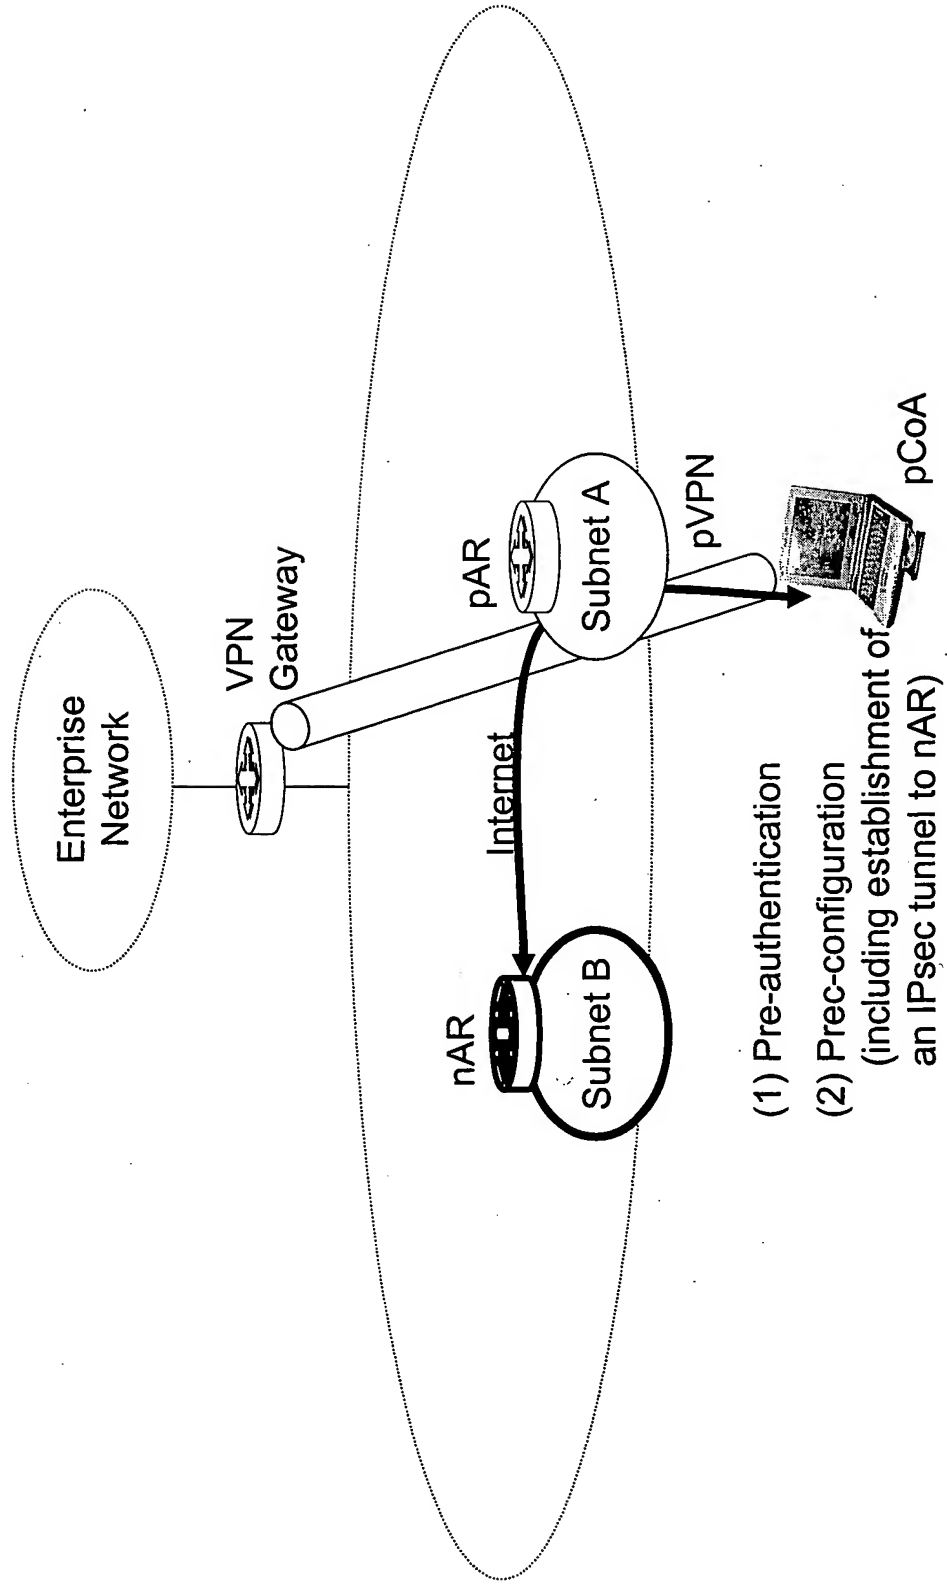 Enterprise
Network
VPN
Gateway
nAR
Internet
pAR
Subnet B
Subnet A
pVPN
pCoA
(1) Pre-authentication
(2) Prec-configuration
(including establishment of
an IPsec tunnel to nAR)